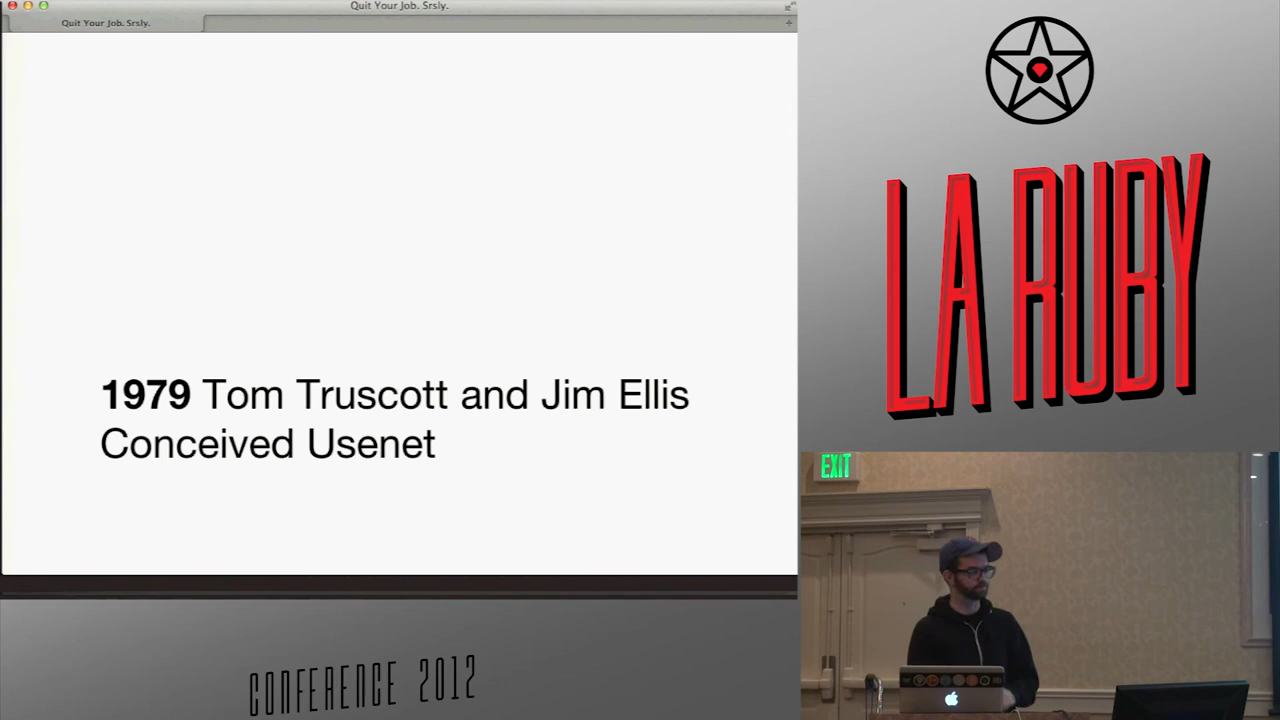 Quit Your Job. Srsly.
Quit Your Job. Srsly.
1979 Tom Truscott and Jim Ellis
Conceived Usenet
LA RUBY
EXIT
CONFERENCE 2012